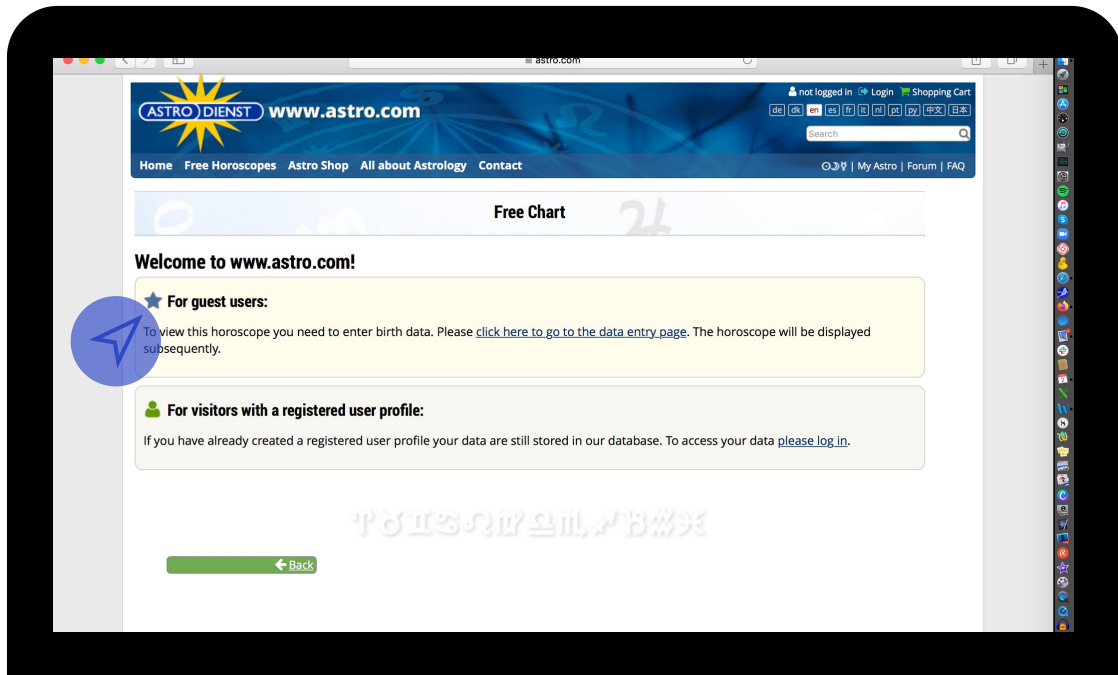 astro.com
ASTRO DIENST www.astro.com
not logged in Login Shopping Cart
de dk en es fr it nl pt py 中文 日本
Search
Home Free Horoscopes Astro Shop All about Astrology Contact
☉☽☿ | My Astro | Forum | FAQ
Free Chart
Welcome to www.astro.com!
For guest users:
To view this horoscope you need to enter birth data. Please click here to go to the data entry page. The horoscope will be displayed
subsequently.
For visitors with a registered user profile:
If you have already created a registered user profile your data are still stored in our database. To access your data please log in.
♈♉♊♋♌♍♎♏♐♑♒♓
Back